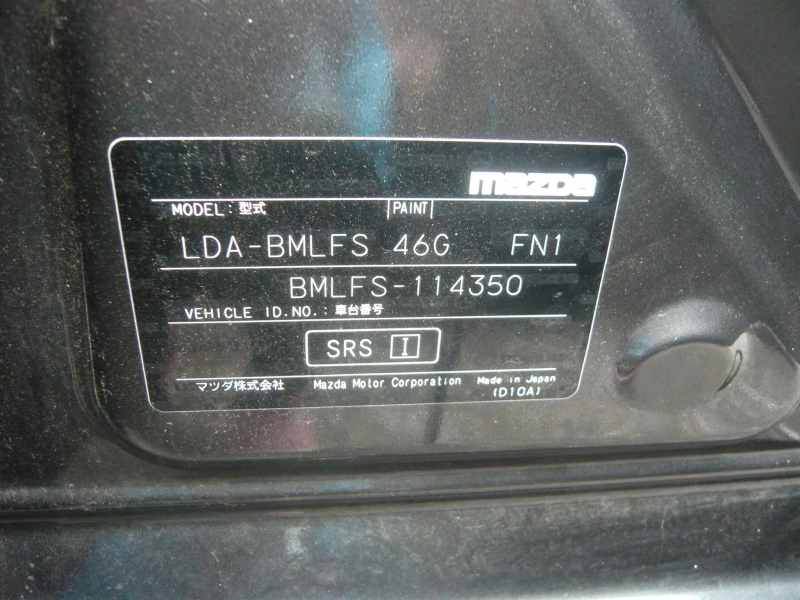 mazda
MODEL：型式 PAINT
LDA-BMLFS 46G FN1
BMLFS-114350
VEHICLE ID.NO.：車台番号
SRS I
マツダ株式会社 Mazda Motor Corporation Made in Japan
(D10A)